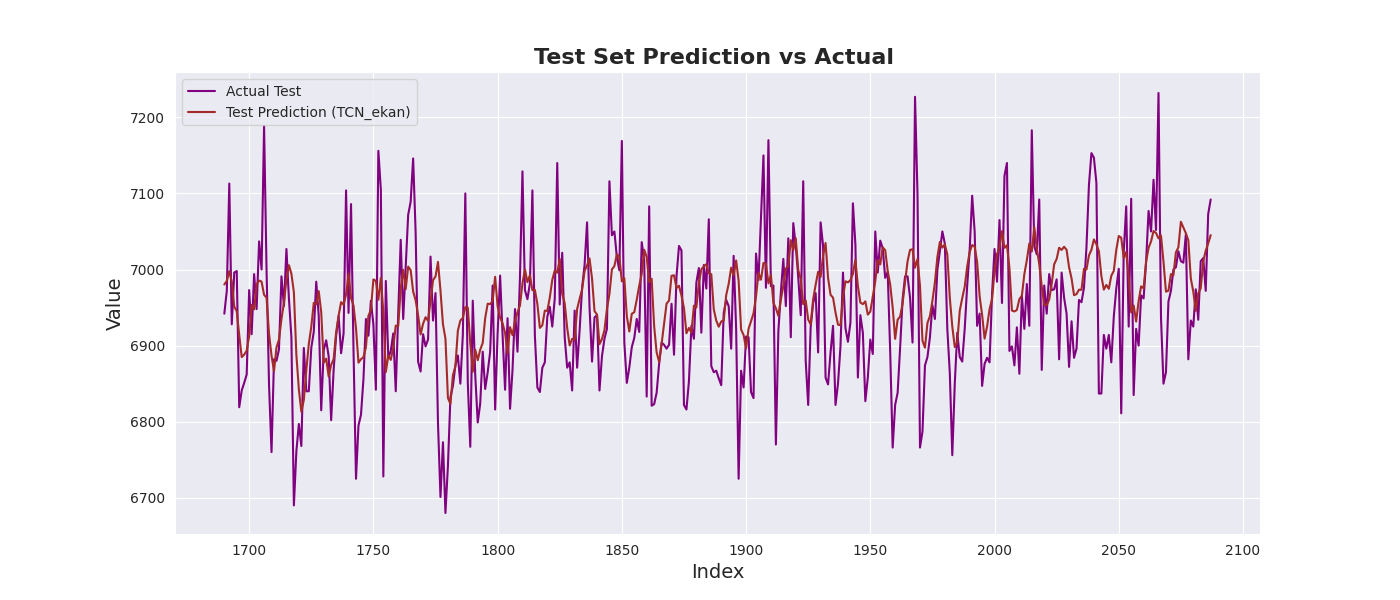 Test Set Prediction vs Actual
Actual Test
Test Prediction (TCN_ekan)
Value
7200
7100
7000
6900
6800
6700
1700 1750 1800 1850 1900 1950 2000 2050 2100
Index